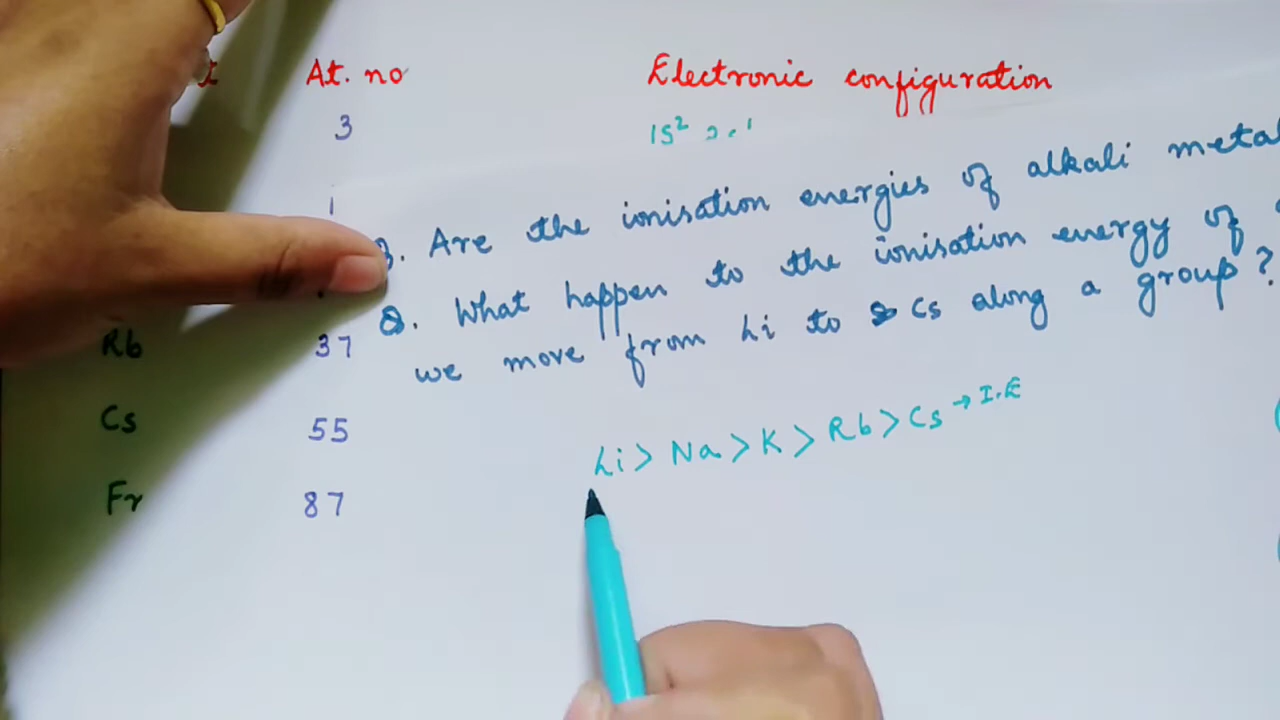 At. no Electronic configuration
3 1s²
Q. Are the ionisation energies of alkali metal
Q. What happen to the ionisation energy of
we move from Li to Cs along a group?
Rb 37
Cs 55
Fr 87
Li > Na > K > Rb > Cs → I.E